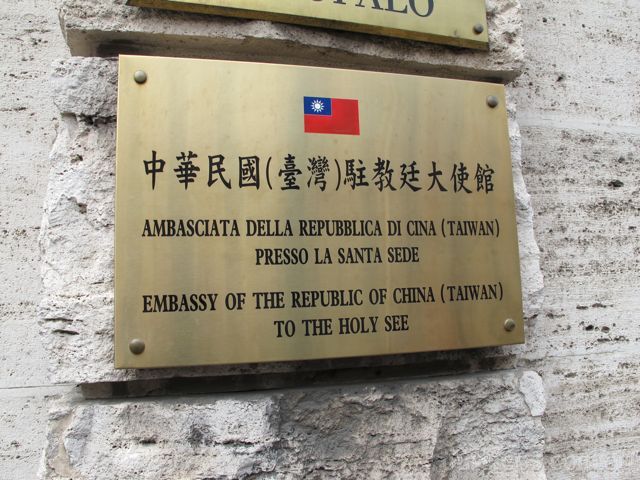 中華民國(臺灣)駐教廷大使館
AMBASCIATA DELLA REPUBBLICA DI CINA (TAIWAN)
PRESSO LA SANTA SEDE
EMBASSY OF THE REPUBLIC OF CHINA (TAIWAN)
TO THE HOLY SEE